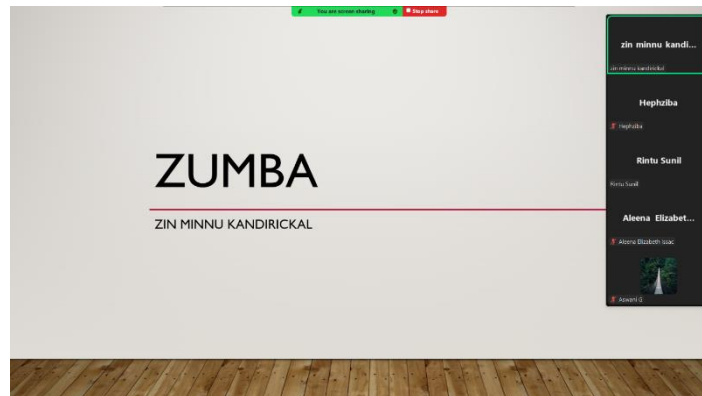 You are screen sharing
Stop share
ZUMBA
ZIN MINNU KANDIRICKAL
zin minnu kandi...
zin minnu kandirickal
Hephziba
Hephziba
Rintu Sunil
Rintu Sunil
Aleena Elizabet...
Aleena Elizabeth Issac
Aswani G